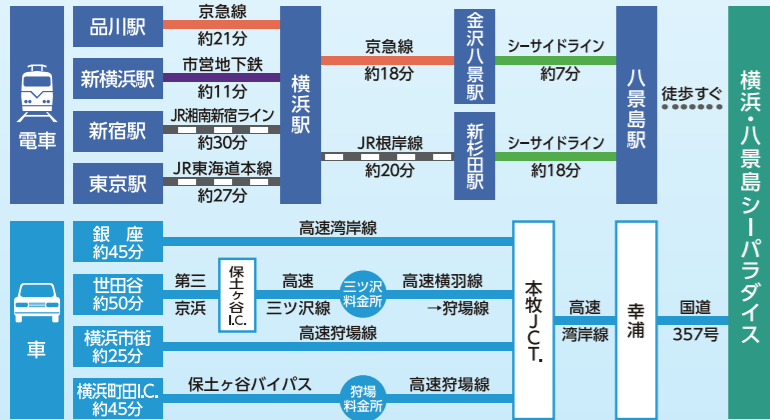 電車
品川駅
京急線
約21分
新横浜駅
市営地下鉄
約11分
新宿駅
JR湘南新宿ライン
約30分
東京駅
JR東海道本線
約27分
横浜駅
京急線
約18分
金沢八景駅
シーサイドライン
約7分
JR根岸線
約20分
新杉田駅
シーサイドライン
約18分
八景島駅
徒歩すぐ
横浜・八景島シーパラダイス
車
銀座
約45分
高速湾岸線
世田谷
約50分
第三
京浜
保土ヶ谷
I.C.
高速
三ツ沢線
三ツ沢
料金所
高速横羽線
→狩場線
横浜市街
約25分
高速狩場線
横浜町田I.C.
約45分
保土ヶ谷バイパス
狩場
料金所
高速狩場線
本牧JCT.
高速
湾岸線
幸浦
国道
357号